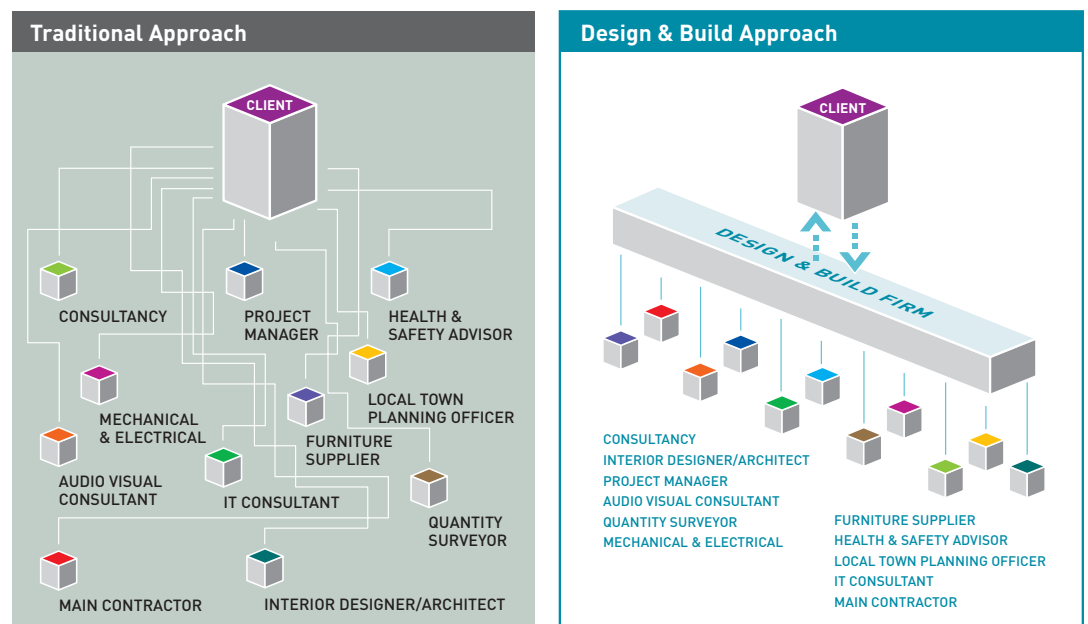 Traditional Approach
CLIENT
CONSULTANCY
PROJECT
MANAGER
HEALTH &
SAFETY ADVISOR
MECHANICAL
& ELECTRICAL
LOCAL TOWN
PLANNING OFFICER
FURNITURE
SUPPLIER
AUDIO VISUAL
CONSULTANT
IT CONSULTANT
QUANTITY
SURVEYOR
MAIN CONTRACTOR
INTERIOR DESIGNER/ARCHITECT
Design & Build Approach
CLIENT
DESIGN & BUILD FIRM
CONSULTANCY
INTERIOR DESIGNER/ARCHITECT
PROJECT MANAGER
AUDIO VISUAL CONSULTANT
QUANTITY SURVEYOR
MECHANICAL & ELECTRICAL
FURNITURE SUPPLIER
HEALTH & SAFETY ADVISOR
LOCAL TOWN PLANNING OFFICER
IT CONSULTANT
MAIN CONTRACTOR